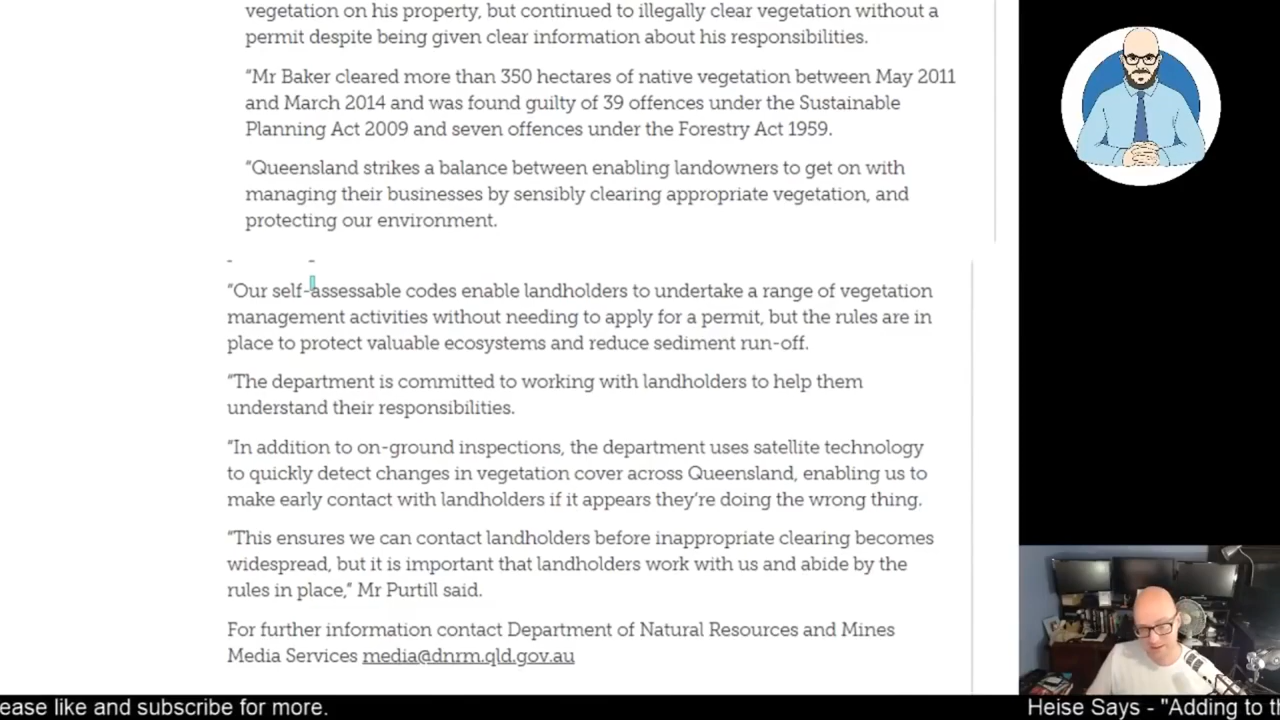 vegetation on his property, but continued to illegally clear vegetation without a
permit despite being given clear information about his responsibilities.
“Mr Baker cleared more than 350 hectares of native vegetation between May 2011
and March 2014 and was found guilty of 39 offences under the Sustainable
Planning Act 2009 and seven offences under the Forestry Act 1959.
“Queensland strikes a balance between enabling landowners to get on with
managing their businesses by sensibly clearing appropriate vegetation, and
protecting our environment.
“Our self-assessable codes enable landholders to undertake a range of vegetation
management activities without needing to apply for a permit, but the rules are in
place to protect valuable ecosystems and reduce sediment run-off.
“The department is committed to working with landholders to help them
understand their responsibilities.
“In addition to on-ground inspections, the department uses satellite technology
to quickly detect changes in vegetation cover across Queensland, enabling us to
make early contact with landholders if it appears they’re doing the wrong thing.
“This ensures we can contact landholders before inappropriate clearing becomes
widespread, but it is important that landholders work with us and abide by the
rules in place,” Mr Purtill said.
For further information contact Department of Natural Resources and Mines
Media Services media@dnrm.qld.gov.au
ease like and subscribe for more.
Heise Says - "Adding to th